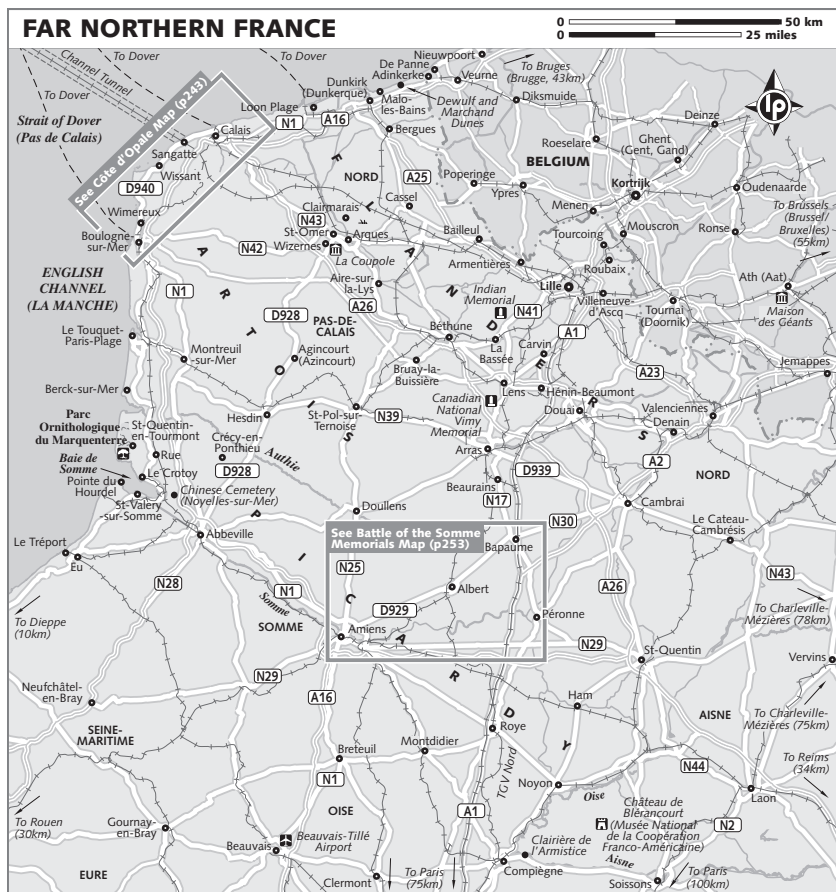 FAR NORTHERN FRANCE
0 50 km
0 25 miles
To Dover
To Dover
To Dover
Channel Tunnel
To Dover
See Côte d'Opale Map (p243)
Strait of Dover
(Pas de Calais)
Nieuwpoort
De Panne
Adinkerke
Veurne
Dunkirk
(Dunkerque)
Loon Plage
Malo-
les-Bains
Dewulf and
Marchand
Dunes
To Bruges
(Brugge, 43km)
Diksmuide
Deinze
lp
Calais
N1
A16
Bergues
Sangatte
Wissant
D940
Wimereux
Boulogne-
sur-Mer
NORD
A25
Roeselare
Ghent
(Gent, Gand)
BELGIUM
Poperinge
Ypres
Kortrijk
Oudenaarde
Menen
Cassel
Clairmarais
N43
St-Omer
Arques
Wizernes
La Coupole
N42
Bailleul
Tourcoing
Mouscron
Ronse
To Brussels
(Brussel/
Bruxelles)
(55km)
ENGLISH
CHANNEL
(LA MANCHE)
Armentières
Roubaix
Aire-sur-
la-Lys
Lille
Ath (Aat)
N1
A26
Indian
Memorial
N41
Villeneuve-
d'Ascq
Tournai
(Doornik)
Maison
des Géants
D928
PAS-DE-
CALAIS
FLANDERS
ARTOIS
Le Touquet-
Paris-Plage
Béthune
A1
Montreuil
-sur-Mer
Agincourt
(Azincourt)
La
Bassée
Carvin
Bruay-la-
Buissière
A23
Jemappes
Berck-sur-Mer
Lens
Hénin-Beaumont
Hesdin
St-Pol-sur-
Ternoise
N39
Canadian
National
Vimy
Memorial
Douai
Valenciennes
Denain
Parc
Ornithologique
du Marquenterre
St-Quentin-
en-Tourmont
Crécy-en-
Ponthieu
Authie
Arras
A2
NORD
Baie de
Somme
Rue
D928
D939
Le Crotoy
Pointe du
Hourdel
Chinese Cemetery
(Noyelles-sur-Mer)
Beaurains
N17
St-Valery
-sur-Somme
Doullens
Cambrai
PICARDY
N30
Le Cateau-
Cambrésis
See Battle of the Somme
Memorials Map (p253)
Bapaume
Abbeville
Le Tréport
Eu
N25
A26
N43
N28
N1
Somme
Albert
D929
To Charleville-
Mézières (78km)
To Dieppe
(10km)
SOMME
Amiens
Péronne
N29
St-Quentin
Vervins
N29
A16
Neufchâtel-
en-Bray
Ham
AISNE
SEINE-
MARITIME
Roye
To Charleville-
Mézières (75km)
Breteuil
Montdidier
N1
TGV Nord
N44
To Reims
(34km)
Noyon
Oise
Laon
OISE
To Rouen
(30km)
Gournay-
en-Bray
A1
Château de
Blérancourt
(Musée National
de la Coopération
Franco-Américaine)
N2
Beauvais-Tillé
Airport
Beauvais
Clairière de
l'Armistice
Aisne
EURE
Clermont
To Paris
(75km)
Compiègne
Soissons
To Paris
(100km)